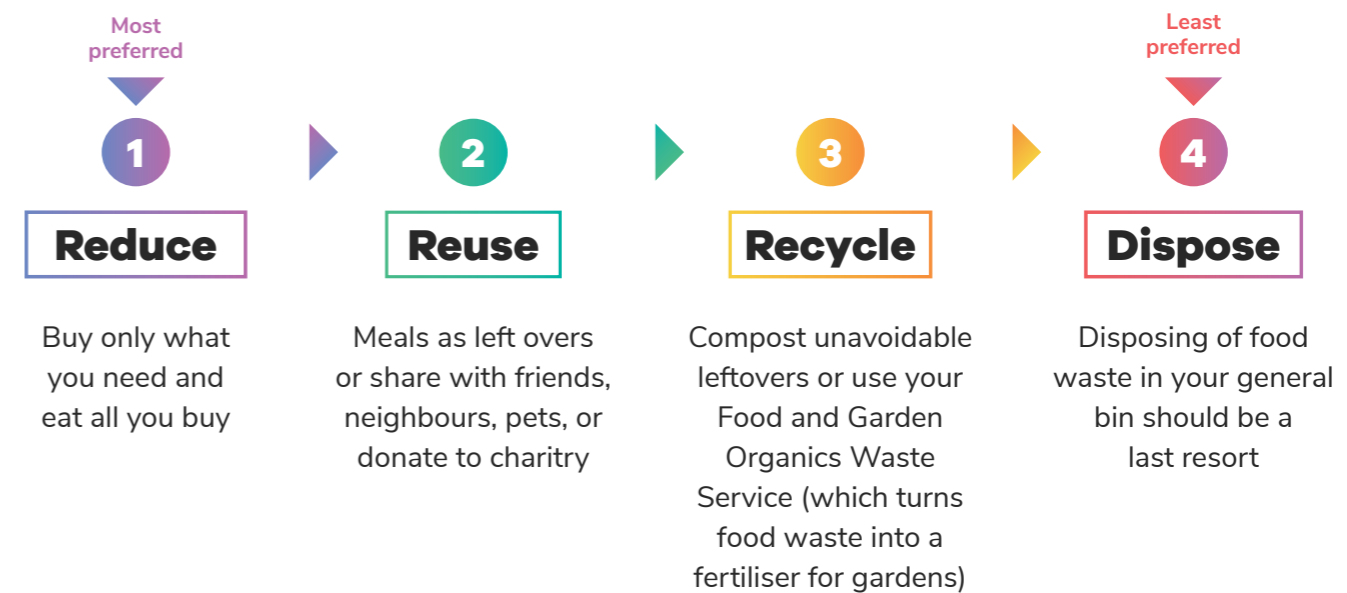 Most
preferred
1
Reduce
Buy only what
you need and
eat all you buy
2
Reuse
Meals as left overs
or share with friends,
neighbours, pets, or
donate to charitry
3
Recycle
Compost unavoidable
leftovers or use your
Food and Garden
Organics Waste
Service (which turns
food waste into a
fertiliser for gardens)
Least
preferred
4
Dispose
Disposing of food
waste in your general
bin should be a
last resort